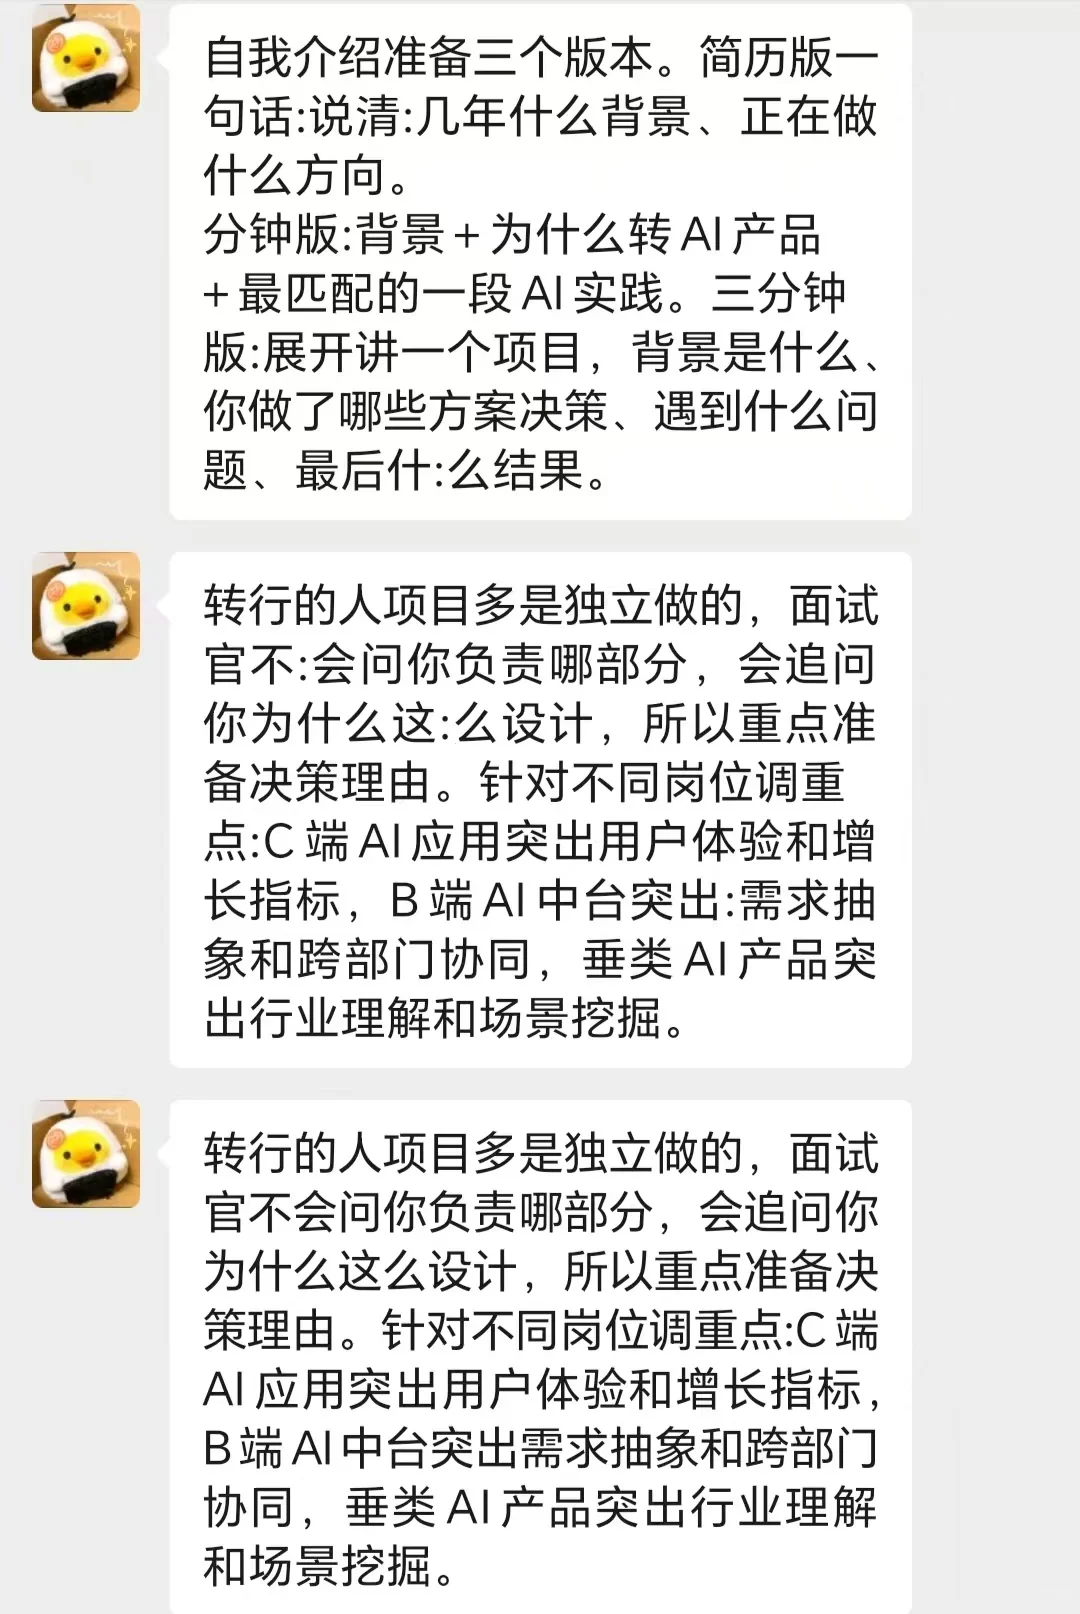 自我介绍准备三个版本。简历版一
句话:说清:几年什么背景、正在做
什么方向。
分钟版:背景+为什么转AI产品
+最匹配的一段AI实践。三分钟
版:展开讲一个项目，背景是什么、
你做了哪些方案决策、遇到什么问
题、最后什:么结果。
转行的人项目多是独立做的，面试
官不:会问你负责哪部分，会追问
你为什么这:么设计，所以重点准
备决策理由。针对不同岗位调重
点:C端AI应用突出用户体验和增
长指标，B端AI中台突出:需求抽
象和跨部门协同，垂类AI产品突
出行业理解和场景挖掘。
转行的人项目多是独立做的，面试
官不会问你负责哪部分，会追问你
为什么这么设计，所以重点准备决
策理由。针对不同岗位调重点:C端
AI应用突出用户体验和增长指标，
B端AI中台突出需求抽象和跨部门
协同，垂类AI产品突出行业理解
和场景挖掘。